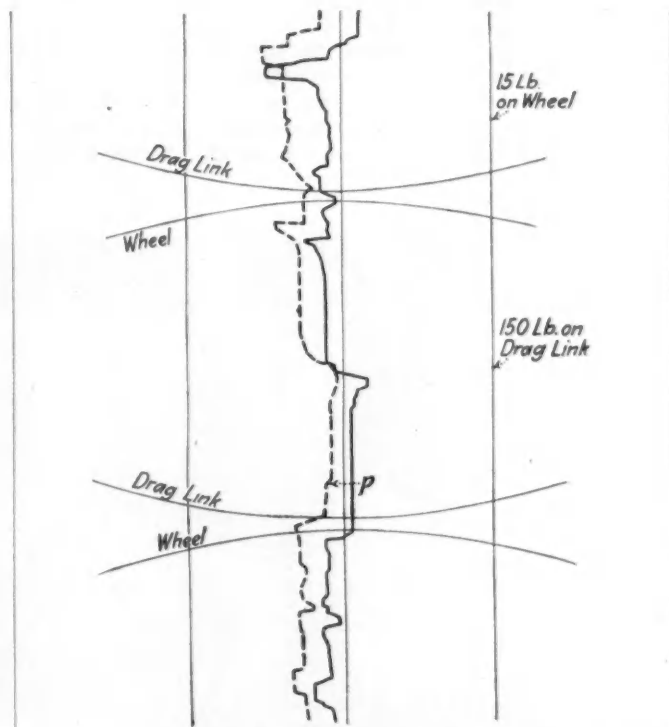 15 Lb.
on Wheel
Drag Link
Wheel
150 Lb. on
Drag Link
Drag Link
P
Wheel